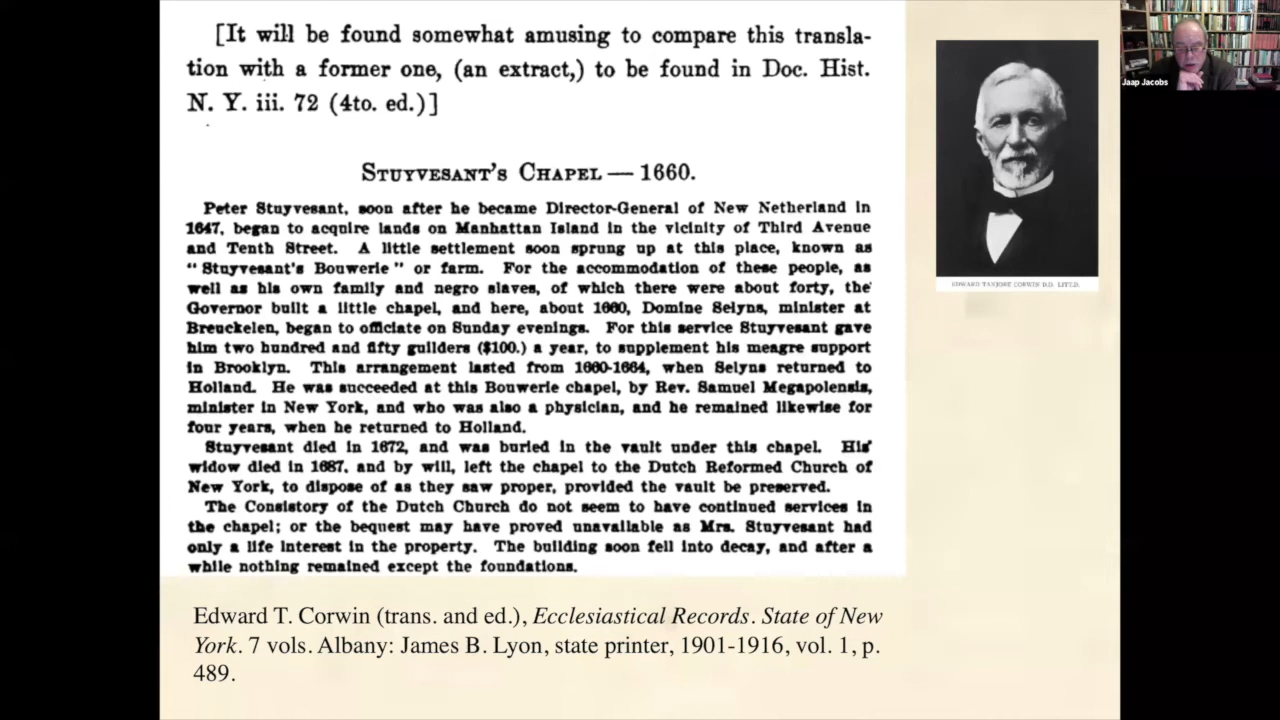 [It will be found somewhat amusing to compare this transla-
tion with a former one, (an extract,) to be found in Doc. Hist.
N. Y. iii. 72 (4to. ed.)]
STUYVESANT'S CHAPEL — 1660.
Peter Stuyvesant, soon after he became Director-General of New Netherland in
1647, began to acquire lands on Manhattan Island in the vicinity of Third Avenue
and Tenth Street. A little settlement soon sprung up at this place, known as
" Stuyvesant's Bouwerie " or farm. For the accommodation of these people, as
well as his own family and negro slaves, of which there were about forty, the
Governor built a little chapel, and here, about 1660, Domine Selyns, minister at
Breuckelen, began to officiate on Sunday evenings. For this service Stuyvesant gave
him two hundred and fifty guilders ($100.) a year, to supplement his meagre support
in Brooklyn. This arrangement lasted from 1660-1664, when Selyns returned to
Holland. He was succeeded at this Bouwerie chapel, by Rev. Samuel Megapolensis,
minister in New York, and who was also a physician, and he remained likewise for
four years, when he returned to Holland.
Stuyvesant died in 1672, and was buried in the vault under this chapel. His
widow died in 1687, and by will, left the chapel to the Dutch Reformed Church of
New York, to dispose of as they saw proper, provided the vault be preserved.
The Consistory of the Dutch Church do not seem to have continued services in
the chapel; or the bequest may have proved unavailable as Mrs. Stuyvesant had
only a life interest in the property. The building soon fell into decay, and after a
while nothing remained except the foundations.
Edward T. Corwin (trans. and ed.), Ecclesiastical Records. State of New
York. 7 vols. Albany: James B. Lyon, state printer, 1901-1916, vol. 1, p.
489.
EDWARD TANJORE CORWIN D.D. LITT.D.
Jaap Jacobs